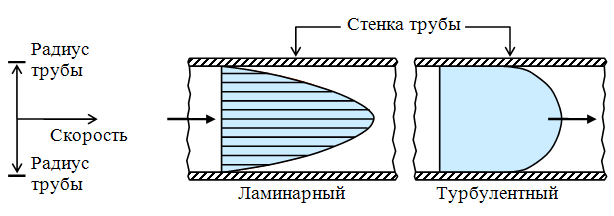 Стенка трубы
Радиус
трубы
Скорость
Радиус
трубы
Ламинарный
Турбулентный